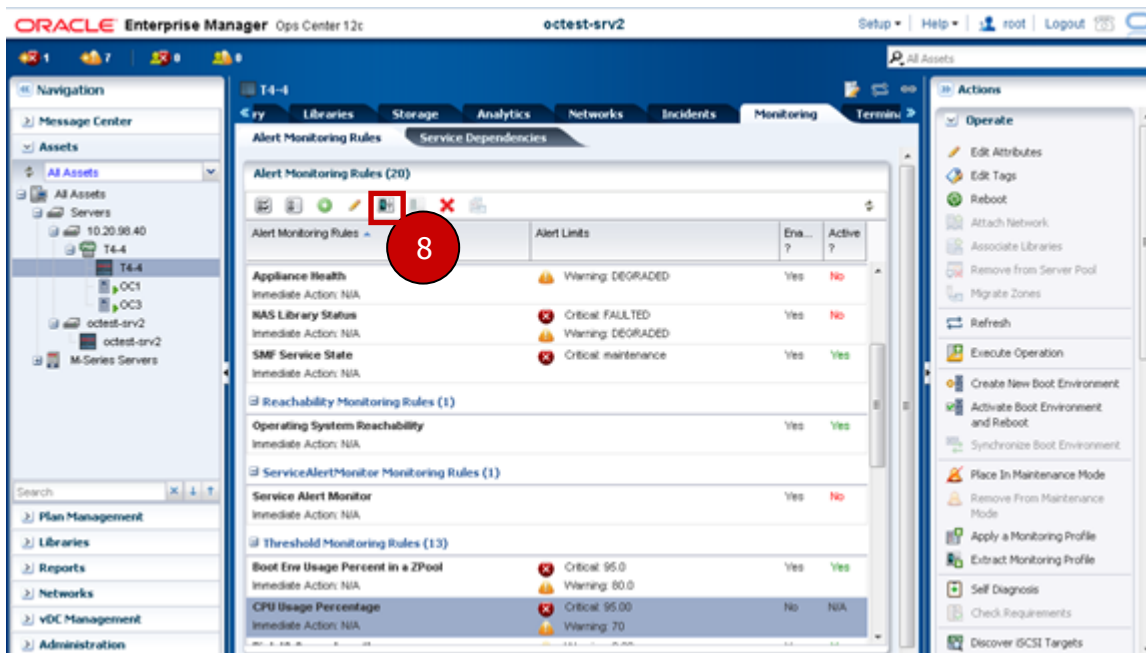 ORACLE Enterprise Manager Ops Center 12c
octest-srv2
Setup Help root Logout
1 7 0 0
All Assets
Navigation
Message Center
Assets
All Assets
All Assets
Servers
10.20.98.40
T4-4
T4-4
OC1
OC3
octest-srv2
octest-srv2
M-Series Servers
Search
Plan Management
Libraries
Reports
Networks
vDC Management
Administration
T4-4
ry Libraries Storage Analytics Networks Incidents Monitoring Termina
Alert Monitoring Rules Service Dependencies
Alert Monitoring Rules (20)
8
Alert Monitoring Rules Alert Limits Ena... ? Active ?
Appliance Health Warning: DEGRADED Yes No
Immediate Action: N/A
NAS Library Status Critical: FAULTED Yes No
Immediate Action: N/A Warning: DEGRADED
SMF Service State Critical: maintenance Yes Yes
Immediate Action: N/A
Reachability Monitoring Rules (1)
Operating System Reachability Yes Yes
Immediate Action: N/A
ServiceAlertMonitor Monitoring Rules (1)
Service Alert Monitor Yes No
Immediate Action: N/A
Threshold Monitoring Rules (13)
Boot Env Usage Percent in a ZPool Critical: 95.0 Yes Yes
Immediate Action: N/A Warning: 80.0
CPU Usage Percentage Critical: 95.00 No N/A
Immediate Action: N/A Warning: 70
Actions
Operate
Edit Attributes
Edit Tags
Reboot
Attach Network
Associate Libraries
Remove from Server Pool
Migrate Zones
Refresh
Execute Operation
Create New Boot Environment
Activate Boot Environment
and Reboot
Synchronize Boot Environment
Place In Maintenance Mode
Remove From Maintenance
Mode
Apply a Monitoring Profile
Extract Monitoring Profile
Self Diagnosis
Check Requirements
Discover iSCSI Targets